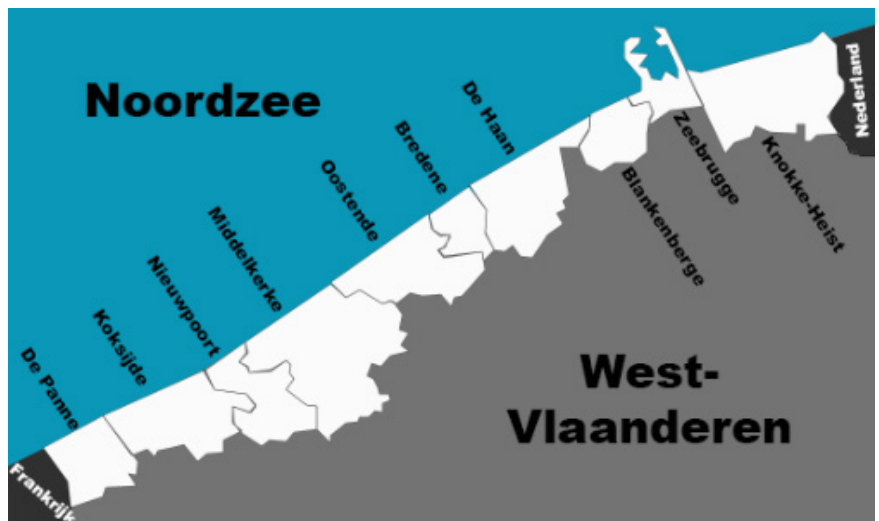 Noordzee
De Panne
Koksijde
Nieuwpoort
Middelkerke
Oostende
Bredene
De Haan
Blankenberge
Zeebrugge
Knokke-Heist
Nederland
Frankrijk
West-
Vlaanderen